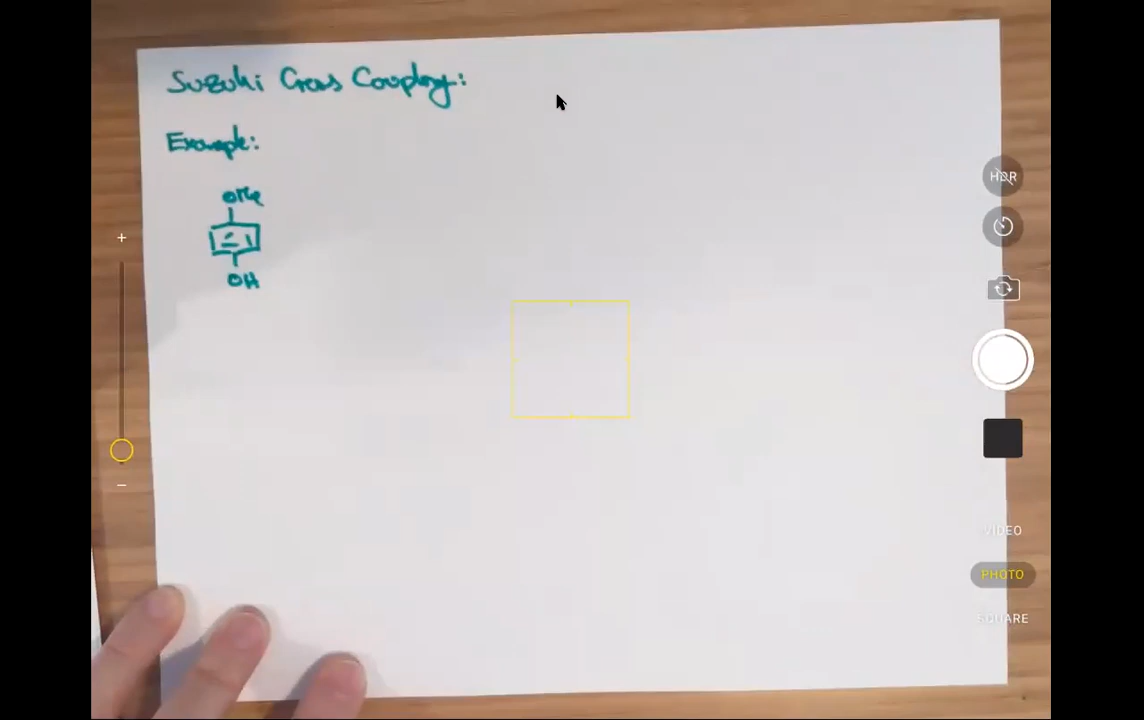 Suzuki Cross Coupling:
Example:
OMe
OH
HDR
VIDEO
PHOTO
SQUARE